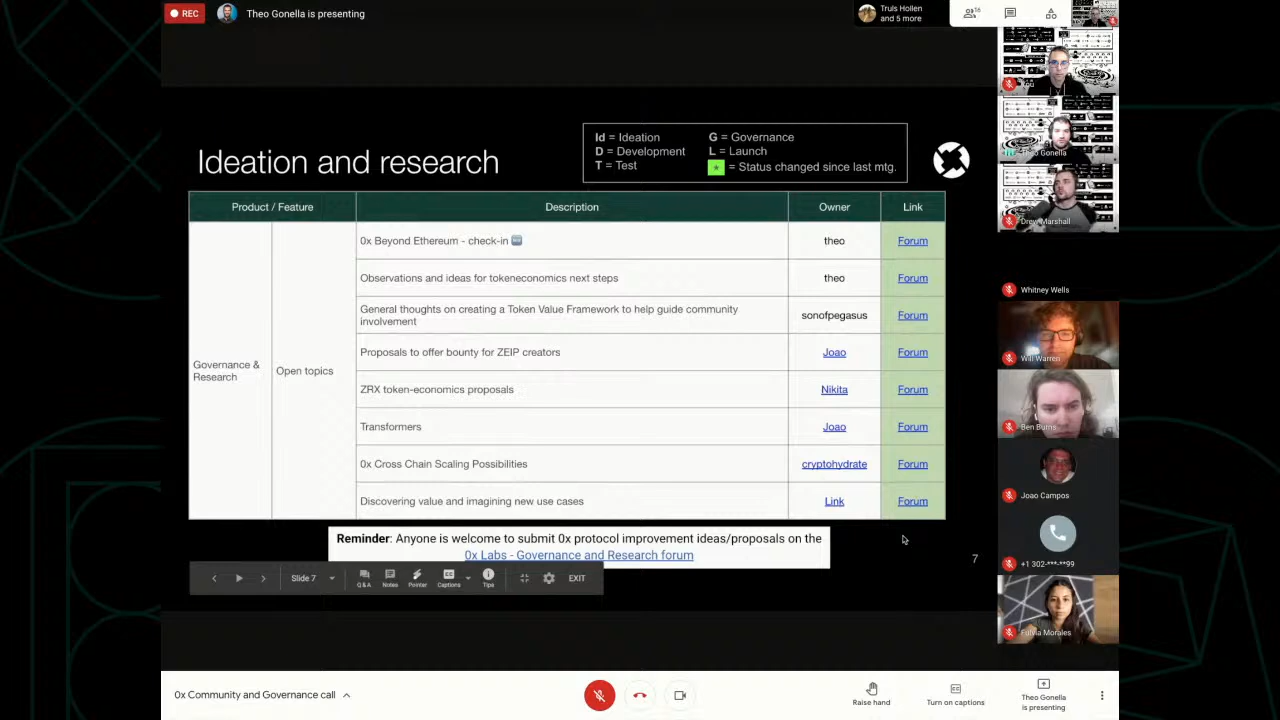 REC
Theo Gonella is presenting
Truls Hollen
and 5 more
16
Ideation and research
Id = Ideation
G = Governance
D = Development
L = Launch
T = Test
* = Status changed since last mtg.
Product / Feature
Description
Owner
Link
Governance &
Research
Open topics
0x Beyond Ethereum - check-in
theo
Forum
Observations and ideas for tokeneconomics next steps
theo
Forum
General thoughts on creating a Token Value Framework to help guide community
involvement
sonofpegasus
Forum
Proposals to offer bounty for ZEIP creators
Joao
Forum
ZRX token-economics proposals
Nikita
Forum
Transformers
Joao
Forum
0x Cross Chain Scaling Possibilities
cryptohydrate
Forum
Discovering value and imagining new use cases
Link
Forum
Reminder: Anyone is welcome to submit 0x protocol improvement ideas/proposals on the
0x Labs - Governance and Research forum
7
Slide 7
Q&A
Notes
Pointer
Captions
Tips
EXIT
Theo Gonella
Drew Marshall
Whitney Wells
Will Warren
Ben Burns
Joao Campos
+1 302-***-**99
Fulvia Morales
0x Community and Governance call
Raise hand
Turn on captions
Theo Gonella
is presenting